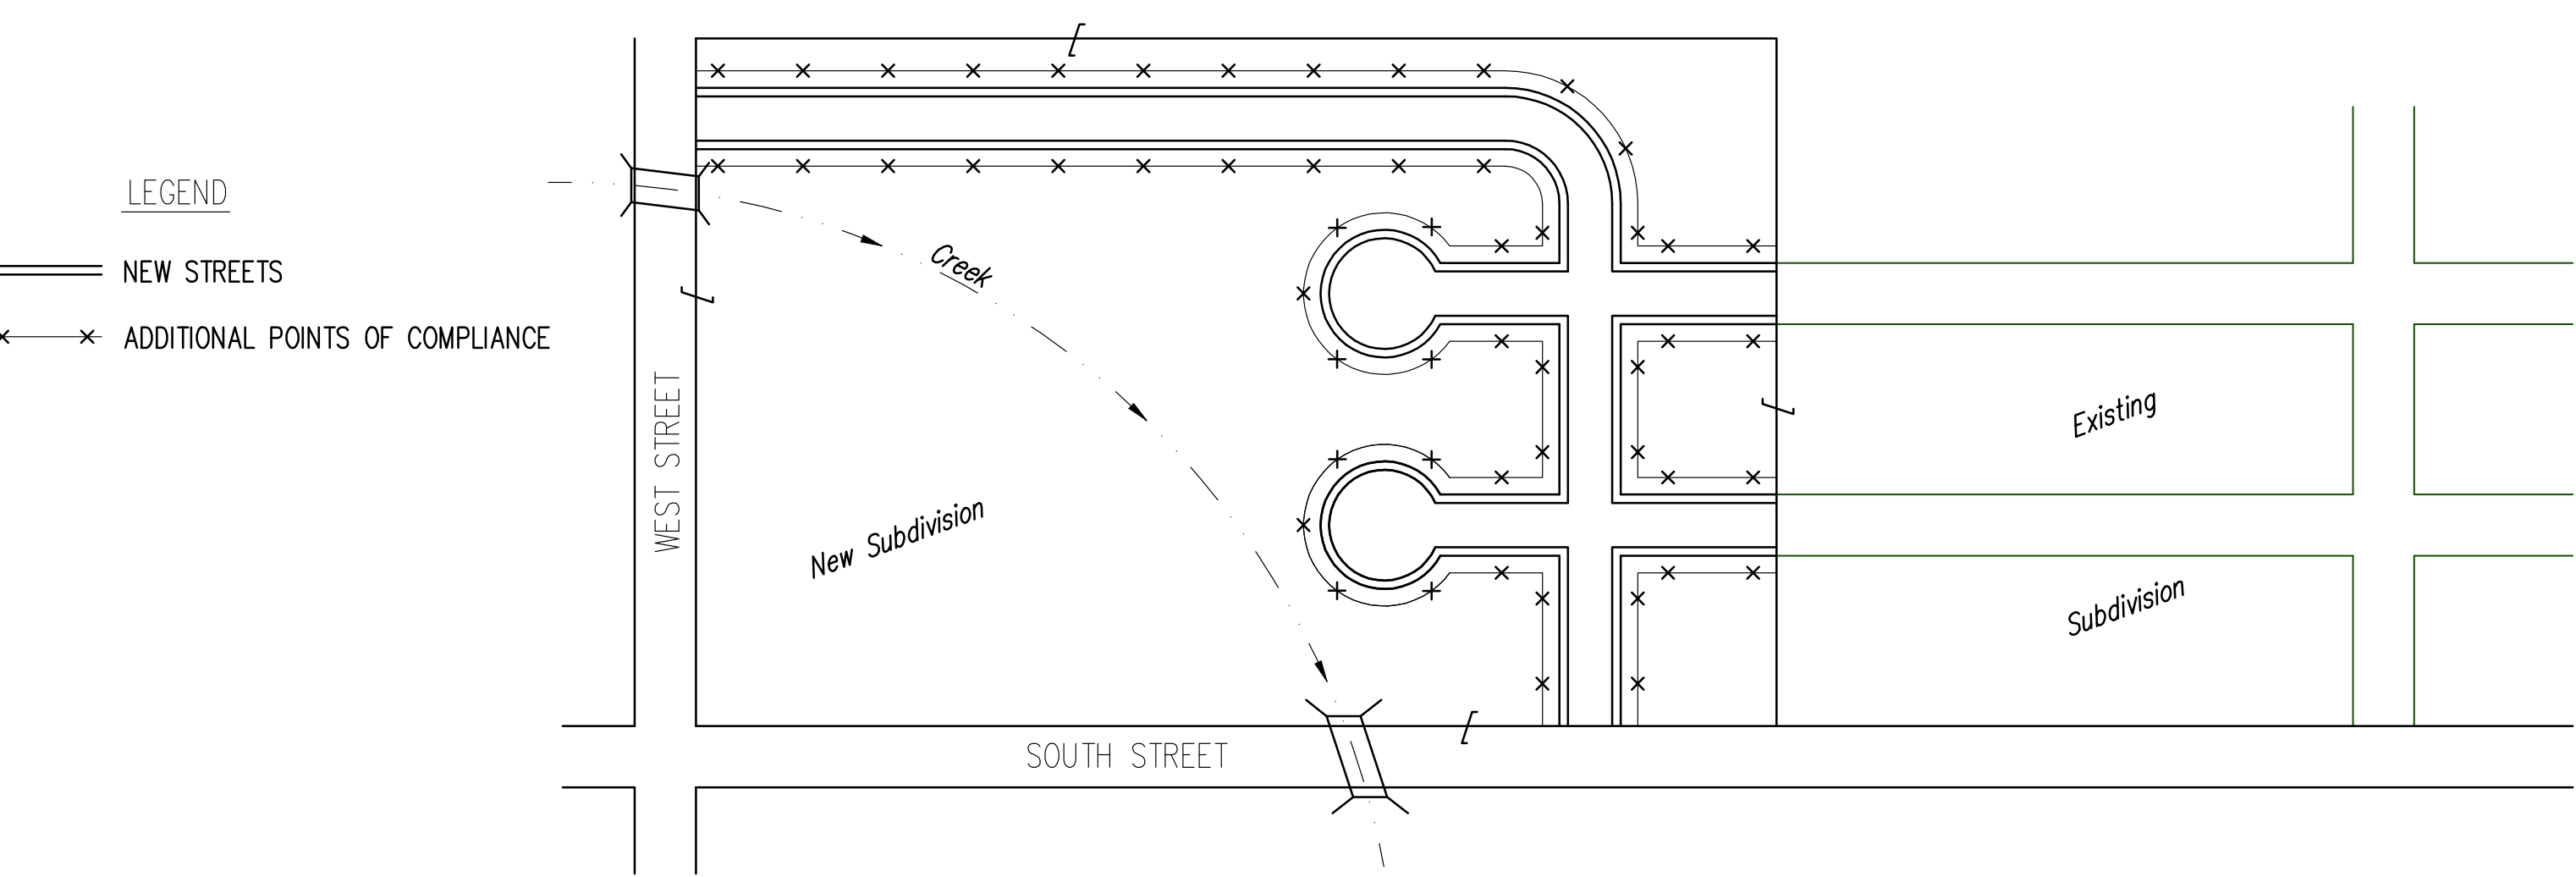 LEGEND
NEW STREETS
ADDITIONAL POINTS OF COMPLIANCE
WEST STREET
Creek
New Subdivision
SOUTH STREET
Existing
Subdivision